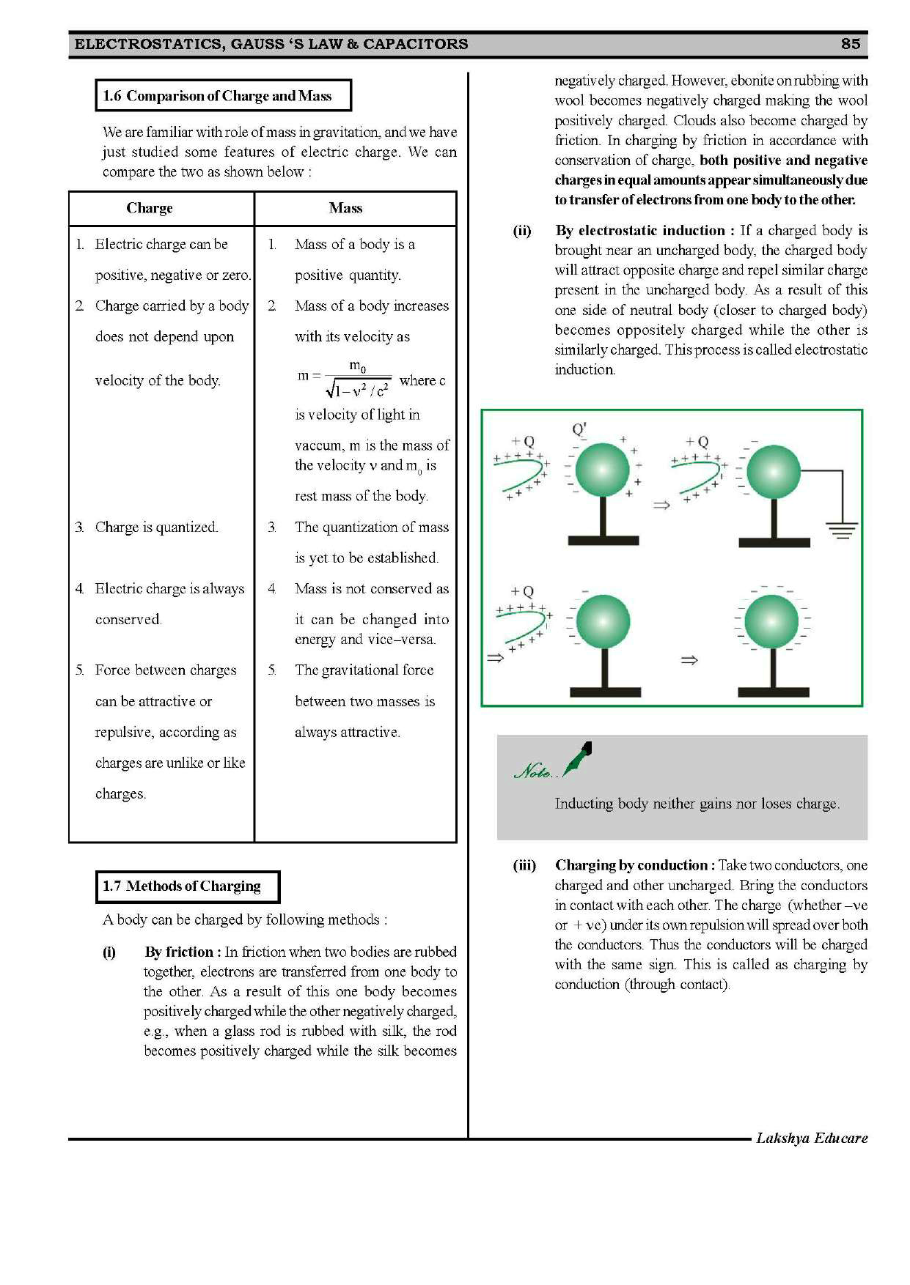 ELECTROSTATICS, GAUSS ‘S LAW & CAPACITORS 85
1.6 Comparison of Charge and Mass
We are familiar with role of mass in gravitation, and we have
just studied some features of electric charge. We can
compare the two as shown below :
Charge Mass
1. Electric charge can be 1. Mass of a body is a
positive, negative or zero. positive quantity.
2. Charge carried by a body 2. Mass of a body increases
does not depend upon with its velocity as
velocity of the body. m = m₀ / √(1– v² / c²) where c
is velocity of light in
vaccum, m is the mass of
the velocity v and m₀ is
rest mass of the body.
3. Charge is quantized. 3. The quantization of mass
is yet to be established.
4. Electric charge is always 4. Mass is not conserved as
conserved. it can be changed into
energy and vice–versa.
5. Force between charges 5. The gravitational force
can be attractive or between two masses is
repulsive, according as always attractive.
charges are unlike or like
charges.
1.7 Methods of Charging
A body can be charged by following methods :
(i) By friction : In friction when two bodies are rubbed
together, electrons are transferred from one body to
the other. As a result of this one body becomes
positively charged while the other negatively charged,
e.g., when a glass rod is rubbed with silk, the rod
becomes positively charged while the silk becomes
negatively charged. However, ebonite on rubbing with
wool becomes negatively charged making the wool
positively charged. Clouds also become charged by
friction. In charging by friction in accordance with
conservation of charge, both positive and negative
charges in equal amounts appear simultaneously due
to transfer of electrons from one body to the other.
(ii) By electrostatic induction : If a charged body is
brought near an uncharged body, the charged body
will attract opposite charge and repel similar charge
present in the uncharged body. As a result of this
one side of neutral body (closer to charged body)
becomes oppositely charged while the other is
similarly charged. This process is called electrostatic
induction.
+Q Q' ⇒ +Q
⇒ +Q ⇒
Note..
Inducting body neither gains nor loses charge.
(iii) Charging by conduction : Take two conductors, one
charged and other uncharged. Bring the conductors
in contact with each other. The charge (whether –ve
or + ve) under its own repulsion will spread over both
the conductors. Thus the conductors will be charged
with the same sign. This is called as charging by
conduction (through contact).
Lakshya Educare